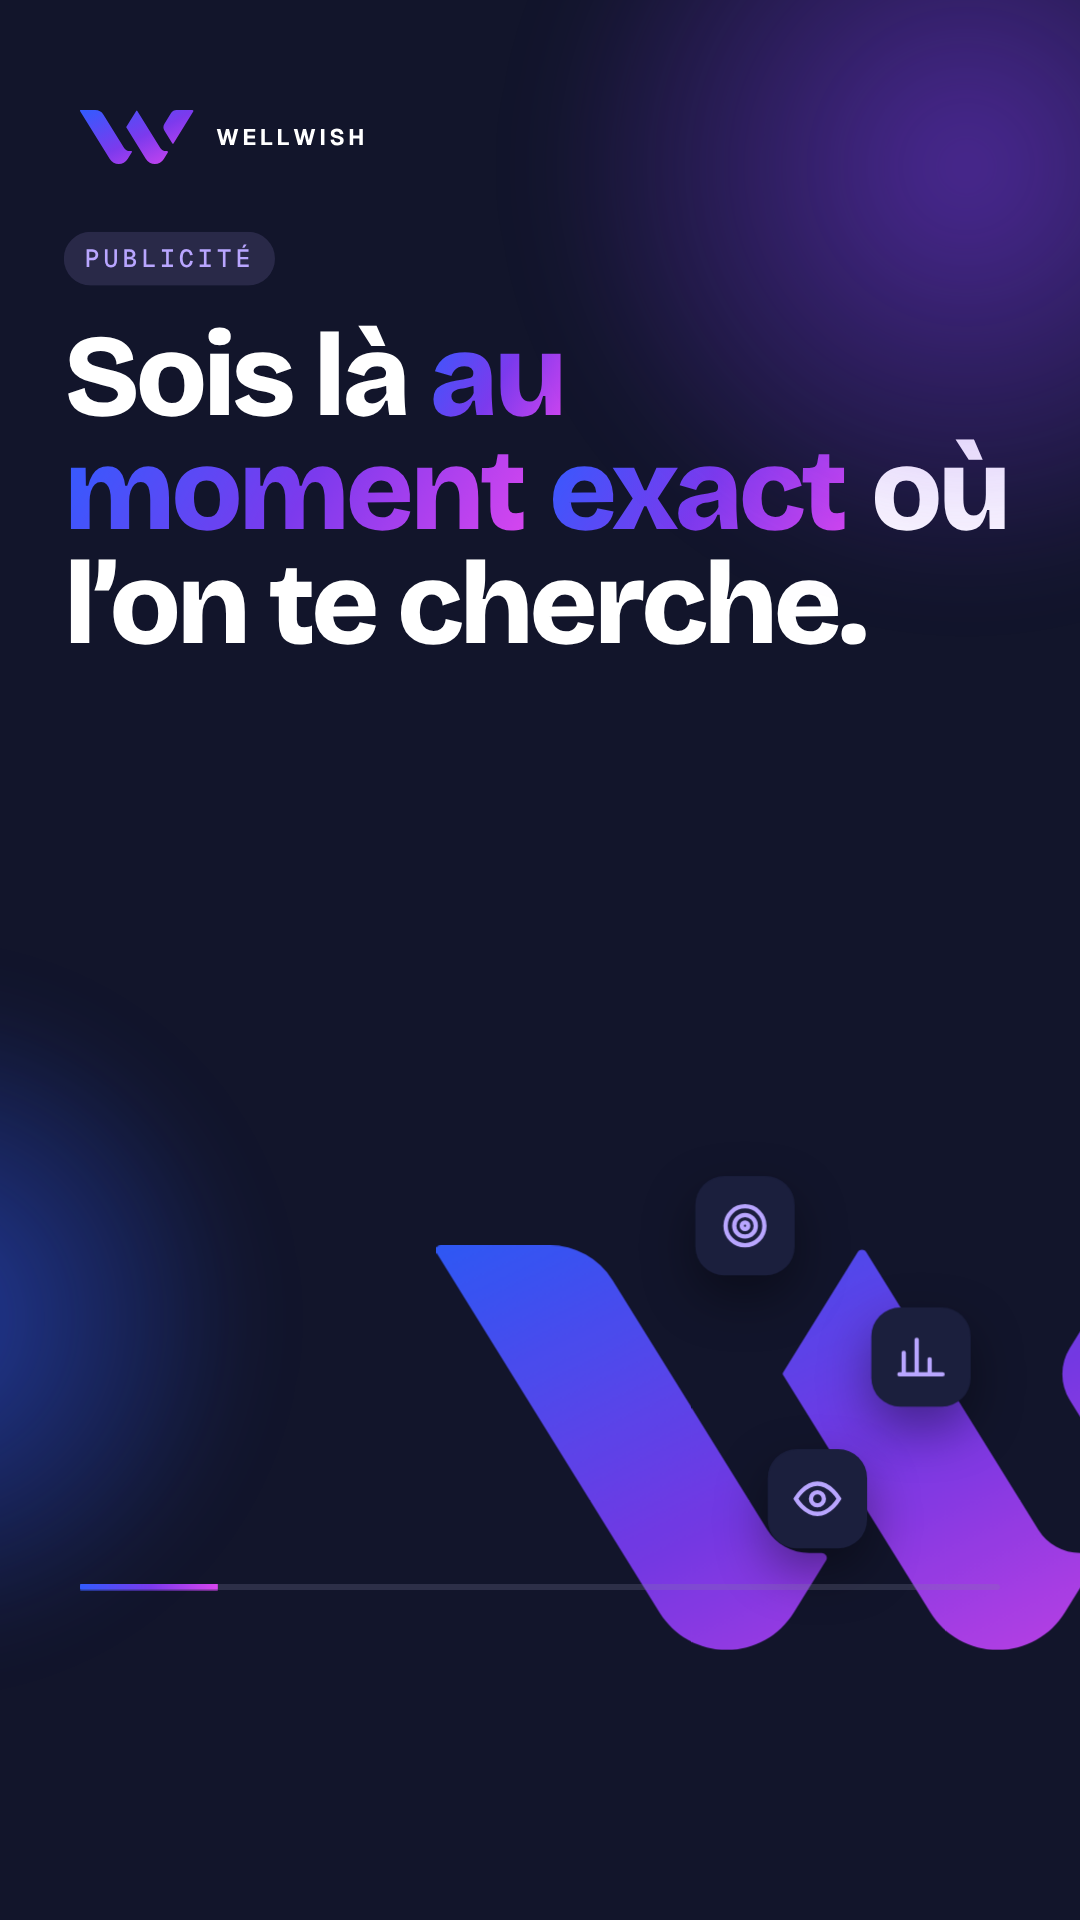 WELLWISH
PUBLICITÉ
Sois là au
moment exact où
l’on te cherche.